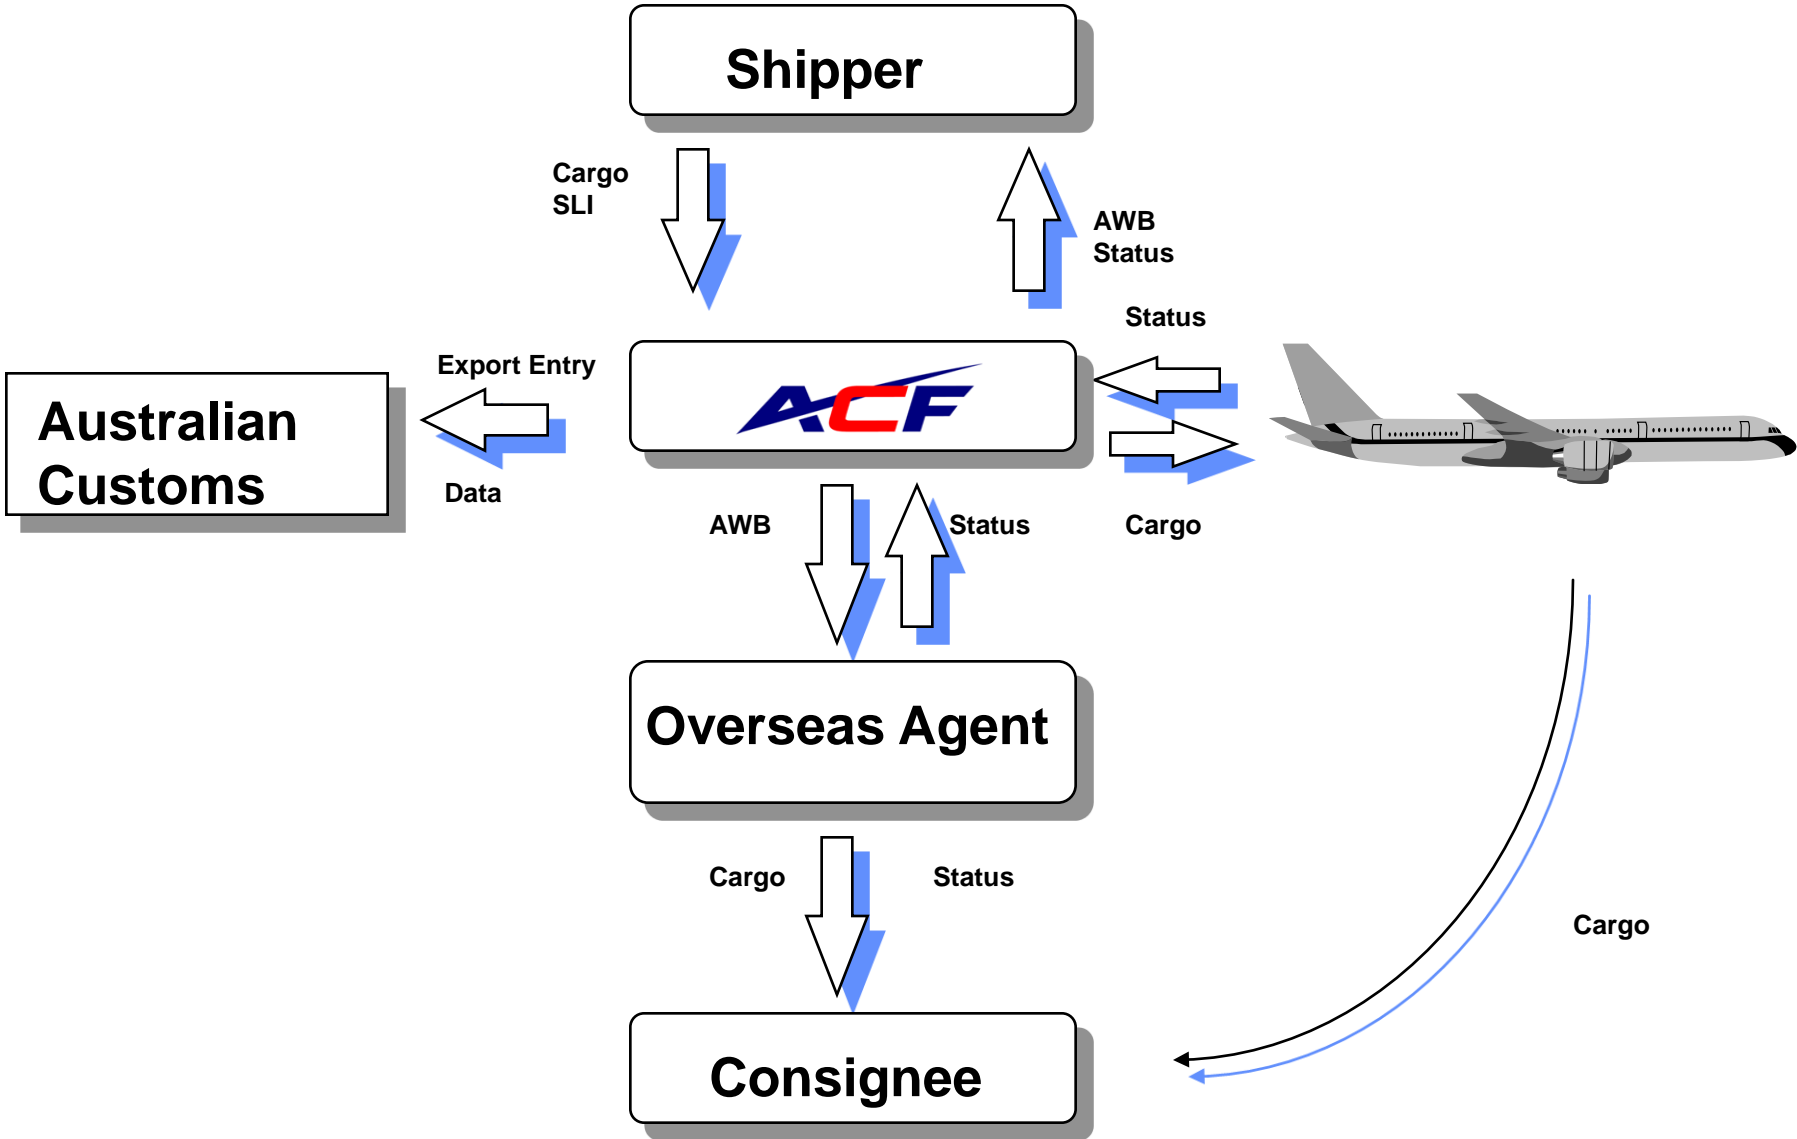 Shipper
Cargo
SLI
AWB
Status
Status
Export Entry
ACF
Australian
Customs
Data
AWB
Status
Cargo
Overseas Agent
Cargo
Status
Cargo
Consignee